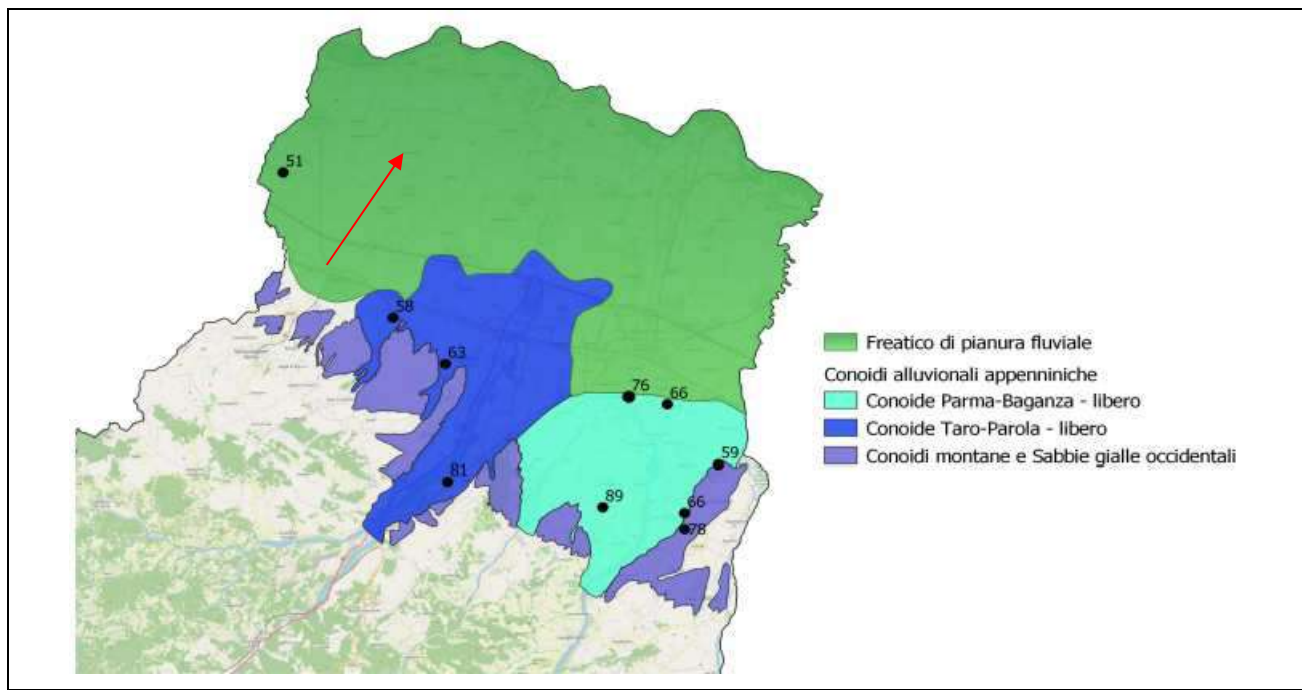 51
58
63
76
66
59
81
89
66
78
Freatico di pianura fluviale
Conoidi alluvionali appenniniche
Conoide Parma-Baganza - libero
Conoide Taro-Parola - libero
Conoidi montane e Sabbie gialle occidentali